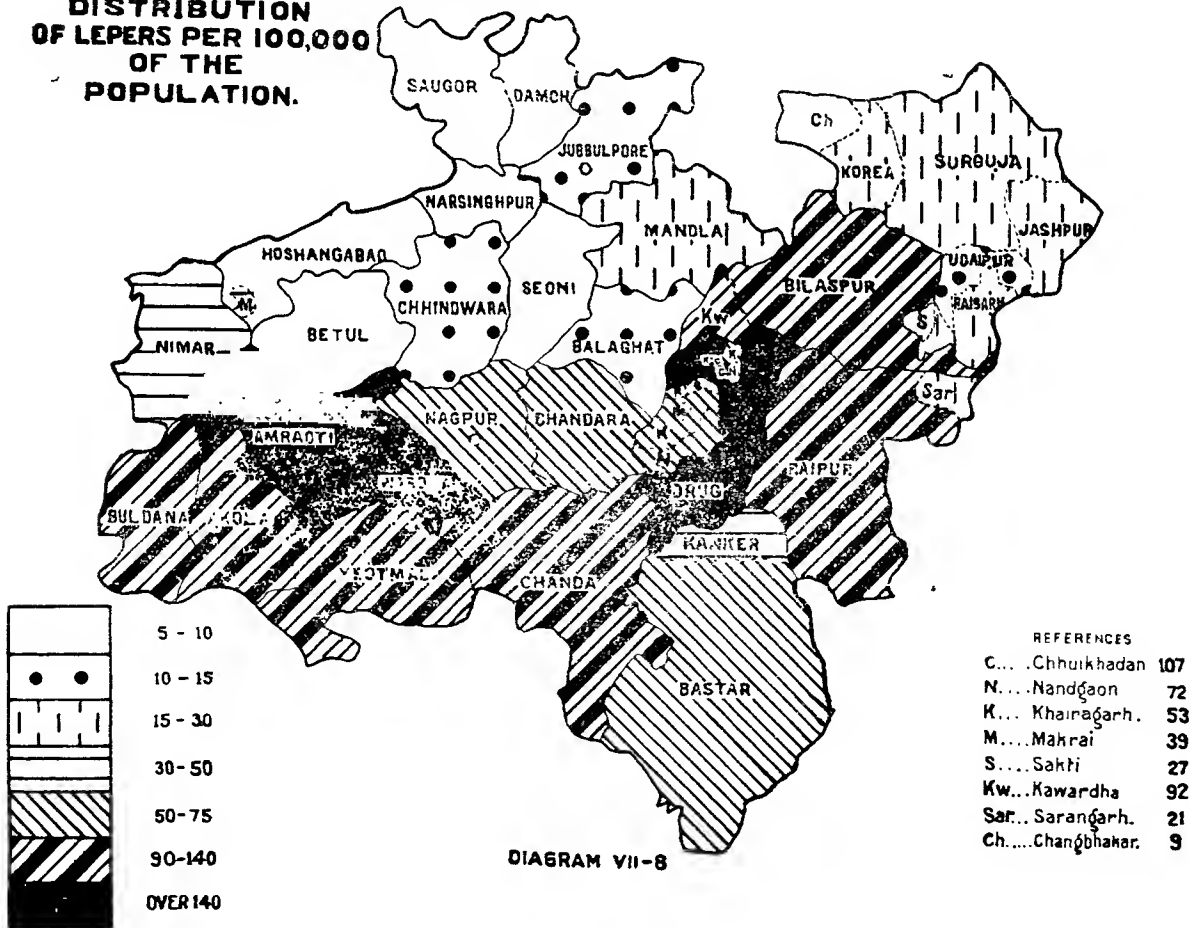 DISTRIBUTION
OF LEPERS PER 100,000
OF THE
POPULATION.
SAUGOR
DAMOH
JUBBULPORE
Ch
KOREA
SURGUJA
JASHPUR
NARSINGHPUR
MANDLA
HOSHANGABAD
UDAIPUR
RAIGARH
M
CHHINDWARA
SEONI
BILASPUR
Kw
S
NIMAR
BETUL
BALAGHAT
Sar
NAGPUR
BHANDARA
K
AMRAOTI
RAIPUR
DRUG
BULDANA
AKOLA
KANKER
YEOTMAL
CHANDA
BASTAR
5 - 10
10 - 15
15 - 30
30-50
50-75
90-140
OVER 140
REFERENCES
C.... .Chhuikhadan 107
N....Nandgaon 72
K... Khairagarh. 53
M....Makrai 39
S....Sakti 27
Kw...Kawardha 92
Sar...Sarangarh. 21
Ch.....Changbhakar. 9
DIAGRAM VII-8